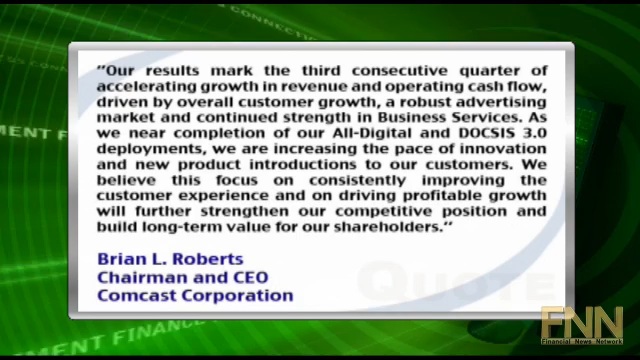 "Our results mark the third consecutive quarter of
accelerating growth in revenue and operating cash flow,
driven by overall customer growth, a robust advertising
market and continued strength in Business Services. As
we near completion of our All-Digital and DOCSIS 3.0
deployments, we are increasing the pace of innovation
and new product introductions to our customers. We
believe this focus on consistently improving the
customer experience and on driving profitable growth
will further strengthen our competitive position and
build long-term value for our shareholders."
Brian L. Roberts
Chairman and CEO
Comcast Corporation
QUOTE
FNN
Financial News Network
MENT FINANCE